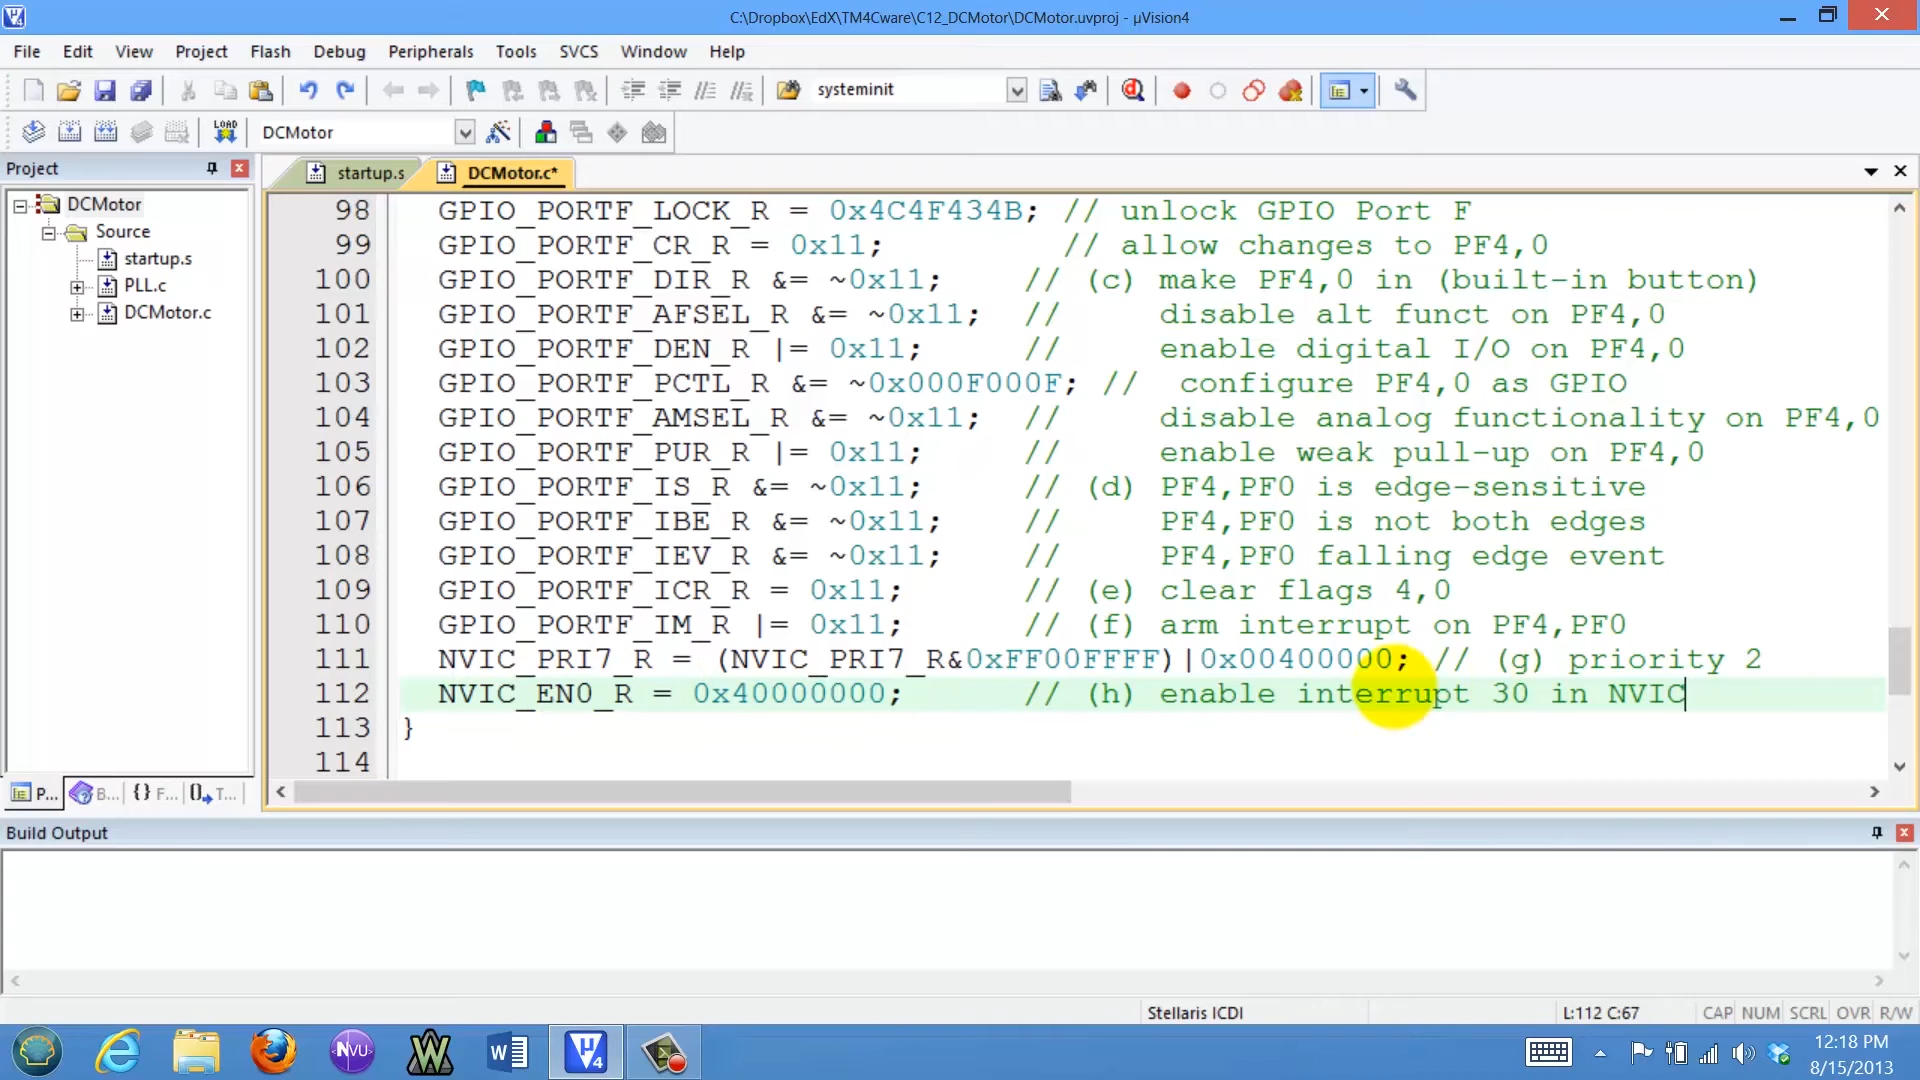 C:\Dropbox\EdX\TM4Cware\C12_DCMotor\DCMotor.uvproj - µVision4
File Edit View Project Flash Debug Peripherals Tools SVCS Window Help
systeminit
LOAD
DCMotor
Project
startup.s
DCMotor.c*
DCMotor
Source
startup.s
PLL.c
DCMotor.c
98 GPIO_PORTF_LOCK_R = 0x4C4F434B; // unlock GPIO Port F
99 GPIO_PORTF_CR_R = 0x11; // allow changes to PF4,0
100 GPIO_PORTF_DIR_R &= ~0x11; // (c) make PF4,0 in (built-in button)
101 GPIO_PORTF_AFSEL_R &= ~0x11; // disable alt funct on PF4,0
102 GPIO_PORTF_DEN_R |= 0x11; // enable digital I/O on PF4,0
103 GPIO_PORTF_PCTL_R &= ~0x000F000F; // configure PF4,0 as GPIO
104 GPIO_PORTF_AMSEL_R &= ~0x11; // disable analog functionality on PF4,0
105 GPIO_PORTF_PUR_R |= 0x11; // enable weak pull-up on PF4,0
106 GPIO_PORTF_IS_R &= ~0x11; // (d) PF4,PF0 is edge-sensitive
107 GPIO_PORTF_IBE_R &= ~0x11; // PF4,PF0 is not both edges
108 GPIO_PORTF_IEV_R &= ~0x11; // PF4,PF0 falling edge event
109 GPIO_PORTF_ICR_R = 0x11; // (e) clear flags 4,0
110 GPIO_PORTF_IM_R |= 0x11; // (f) arm interrupt on PF4,PF0
111 NVIC_PRI7_R = (NVIC_PRI7_R&0xFF00FFFF)|0x00400000; // (g) priority 2
112 NVIC_EN0_R = 0x40000000; // (h) enable interrupt 30 in NVIC
113 }
114
P... B... {} F... T...
Build Output
Stellaris ICDI L:112 C:67 CAP NUM SCRL OVR R/W
NVU
W
µ4
12:18 PM
8/15/2013